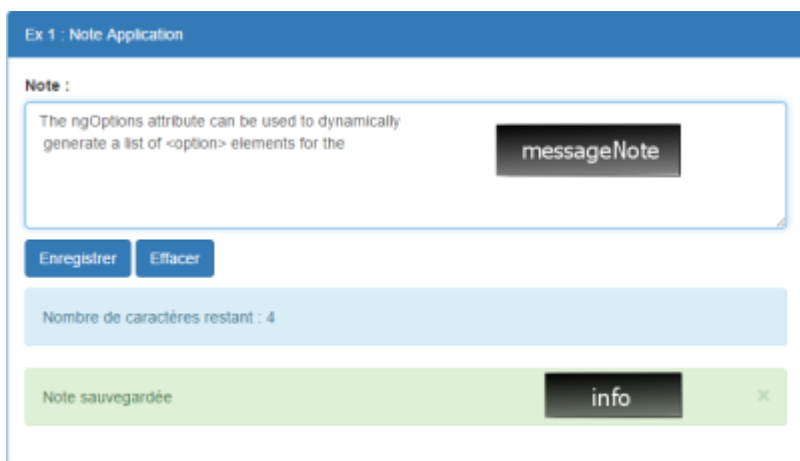 Ex 1 : Note Application
Note :
The ngOptions attribute can be used to dynamically
generate a list of <option> elements for the
messageNote
Enregistrer Effacer
Nombre de caractères restant : 4
Note sauvegardée info ×